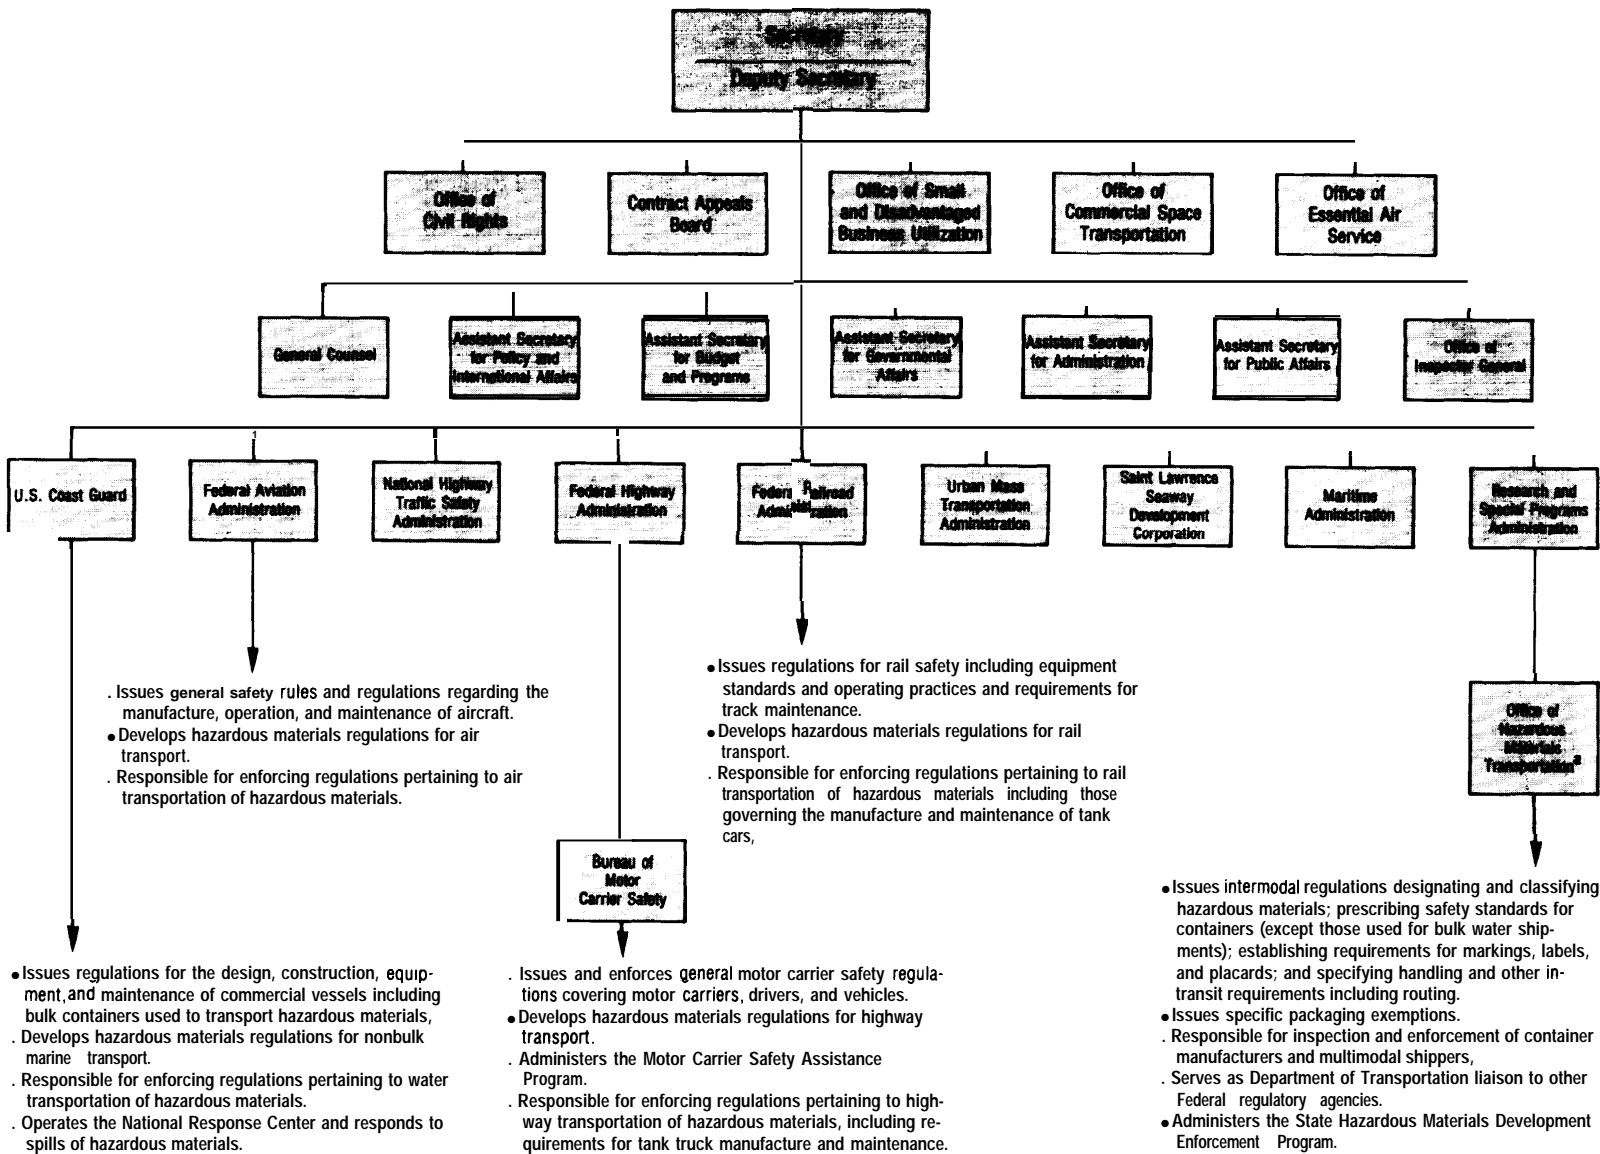 Secretary
Deputy Secretary
Office of
Civil Rights
Contract Appeals
Board
Office of Small
and Disadvantaged
Business Utilization
Office of
Commercial Space
Transportation
Office of
Essential Air
Service
General Counsel
Assistant Secretary
for Policy and
International Affairs
Assistant Secretary
for Budget
and Programs
Assistant Secretary
for Governmental
Affairs
Assistant Secretary
for Administration
Assistant Secretary
for Public Affairs
Office of
Inspector General
U.S. Coast Guard
Federal Aviation
Administration
National Highway
Traffic Safety
Administration
Federal Highway
Administration
Federal Railroad
Administration
Urban Mass
Transportation
Administration
Saint Lawrence
Seaway
Development
Corporation
Maritime
Administration
Research and
Special Programs
Administration
. Issues general safety rules and regulations regarding the
manufacture, operation, and maintenance of aircraft.
● Develops hazardous materials regulations for air
transport.
. Responsible for enforcing regulations pertaining to air
transportation of hazardous materials.
● Issues regulations for rail safety including equipment
standards and operating practices and requirements for
track maintenance.
● Develops hazardous materials regulations for rail
transport.
. Responsible for enforcing regulations pertaining to rail
transportation of hazardous materials including those
governing the manufacture and maintenance of tank
cars,
Office of
Hazardous
Materials
Transportation a
Bureau of
Motor
Carrier Safety
● Issues regulations for the design, construction, equip-
ment, and maintenance of commercial vessels including
bulk containers used to transport hazardous materials,
. Develops hazardous materials regulations for nonbulk
marine transport.
. Responsible for enforcing regulations pertaining to water
transportation of hazardous materials.
. Operates the National Response Center and responds to
spills of hazardous materials.
. Issues and enforces general motor carrier safety regula-
tions covering motor carriers, drivers, and vehicles.
● Develops hazardous materials regulations for highway
transport.
. Administers the Motor Carrier Safety Assistance
Program.
. Responsible for enforcing regulations pertaining to high-
way transportation of hazardous materials, including re-
quirements for tank truck manufacture and maintenance.
● Issues intermodal regulations designating and classifying
hazardous materials; prescribing safety standards for
containers (except those used for bulk water ship-
ments); establishing requirements for markings, labels,
and placards; and specifying handling and other in-
transit requirements including routing.
● Issues specific packaging exemptions.
. Responsible for inspection and enforcement of container
manufacturers and multimodal shippers,
. Serves as Department of Transportation liaison to other
Federal regulatory agencies.
● Administers the State Hazardous Materials Development
Enforcement Program.